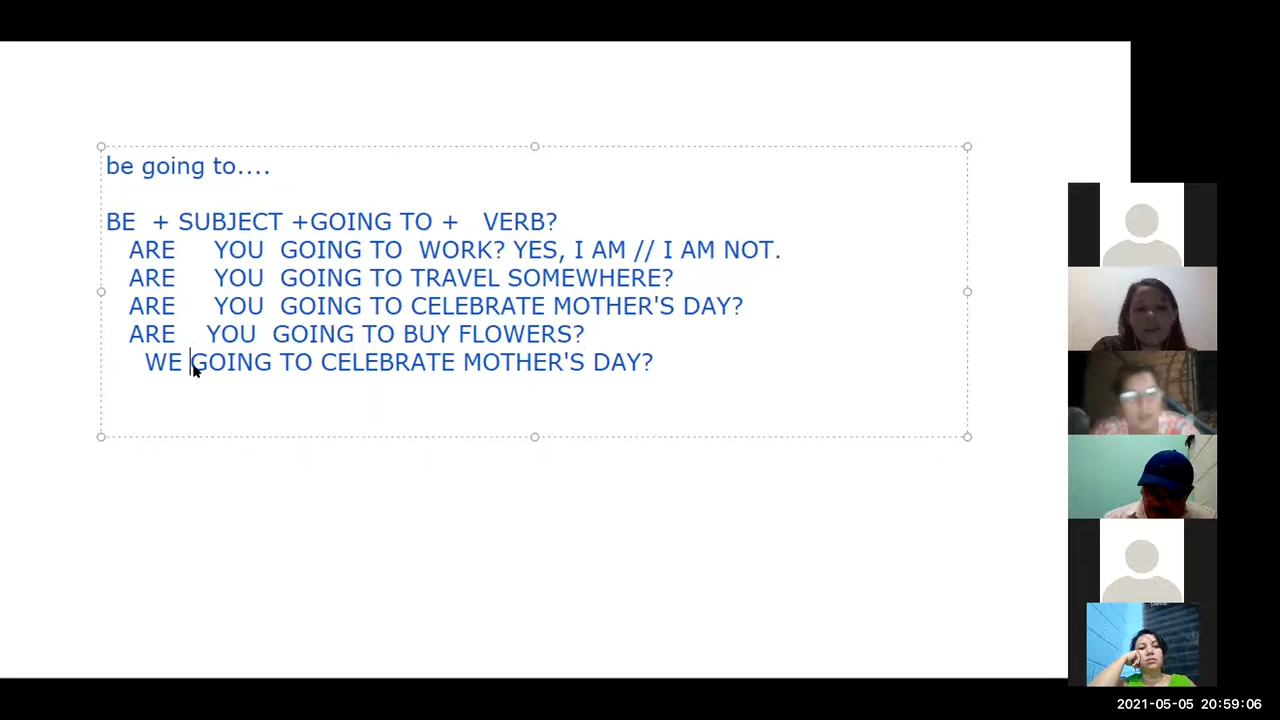 be going to....
BE + SUBJECT +GOING TO + VERB?
ARE YOU GOING TO WORK? YES, I AM // I AM NOT.
ARE YOU GOING TO TRAVEL SOMEWHERE?
ARE YOU GOING TO CELEBRATE MOTHER'S DAY?
ARE YOU GOING TO BUY FLOWERS?
WE GOING TO CELEBRATE MOTHER'S DAY?
2021-05-05 20:59:06